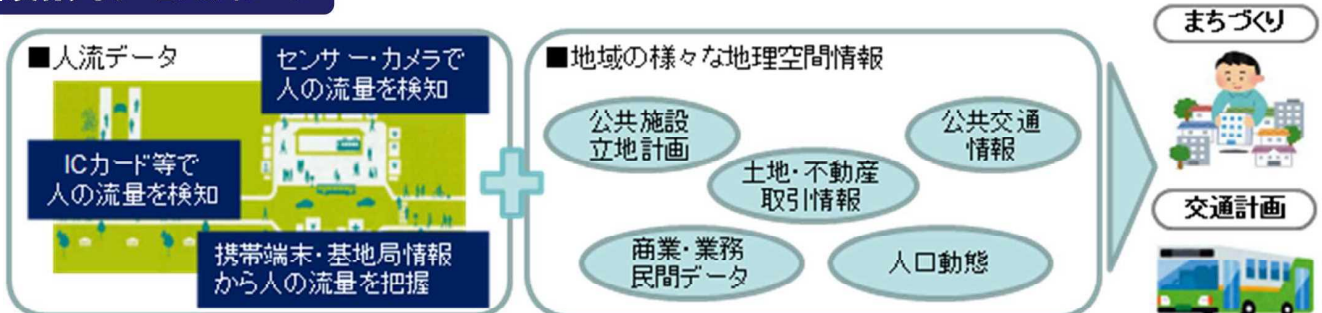 ■人流データ
センサー・カメラで
人の流量を検知
ICカード等で
人の流量を検知
携帯端末・基地局情報
から人の流量を把握
■地域の様々な地理空間情報
公共施設
立地計画
公共交通
情報
土地・不動産
取引情報
商業・業務
民間データ
人口動態
まちづくり
交通計画